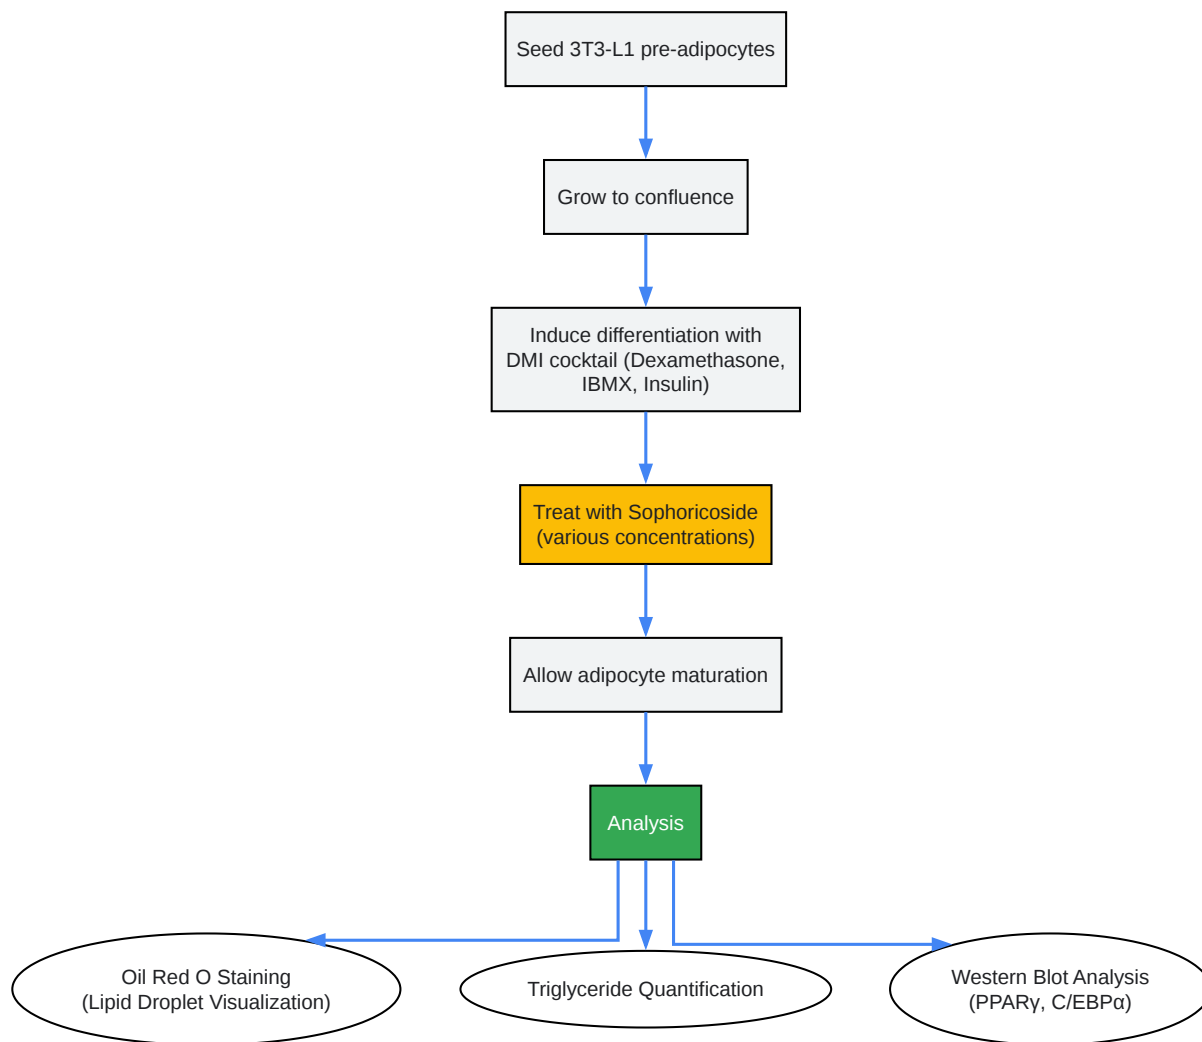 Seed 3T3-L1 pre-adipocytes
Grow to confluence
Induce differentiation with
DMI cocktail (Dexamethasone,
IBMX, Insulin)
Treat with Sophoricoside
(various concentrations)
Allow adipocyte maturation
Analysis
Oil Red O Staining
(Lipid Droplet Visualization)
Triglyceride Quantification
Western Blot Analysis
(PPARγ, C/EBPα)